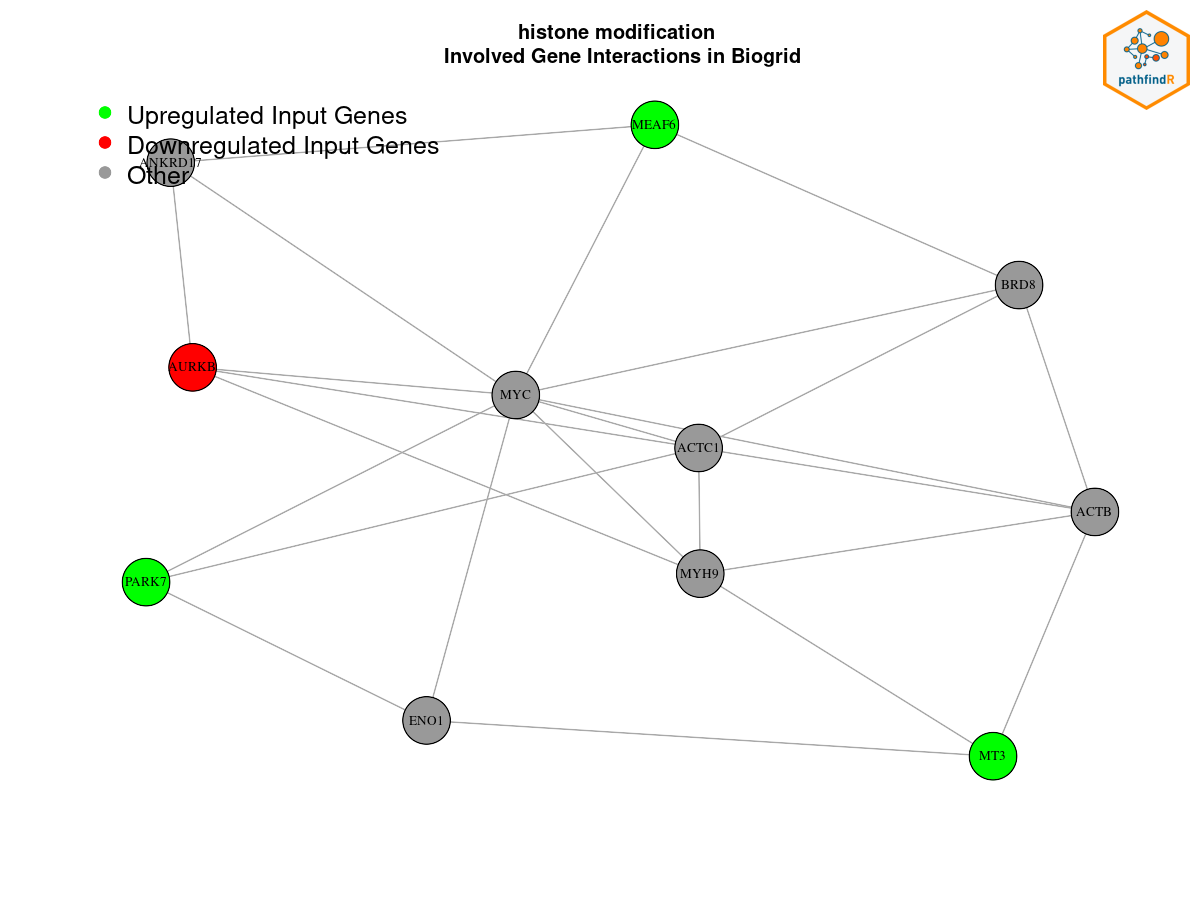 histone modification
Involved Gene Interactions in Biogrid
pathfindR
Upregulated Input Genes
Downregulated Input Genes
Other
MEAF6
ANKRD17
BRD8
AURKB
MYC
ACTC1
ACTB
MYH9
PARK7
ENO1
MT3